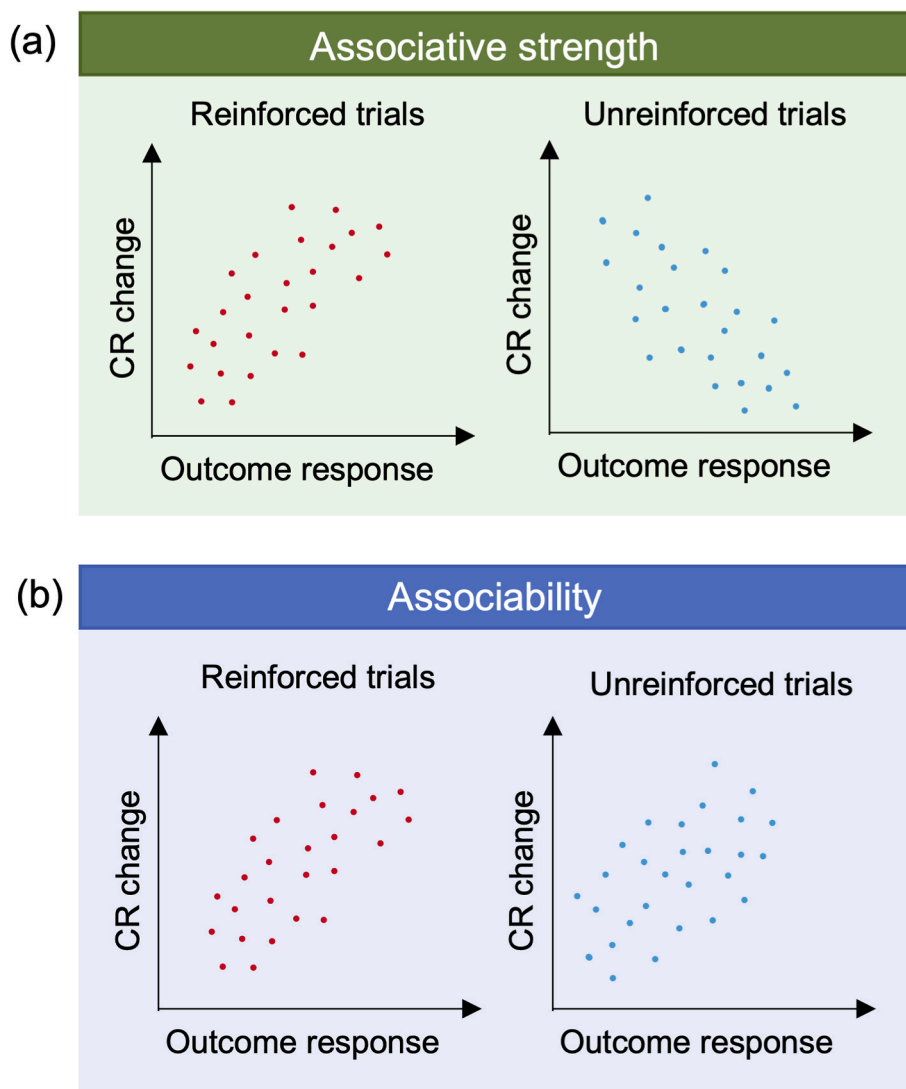 (a)
Associative strength
Reinforced trials
Unreinforced trials
CR change
Outcome response
CR change
Outcome response
(b)
Associability
Reinforced trials
Unreinforced trials
CR change
Outcome response
CR change
Outcome response